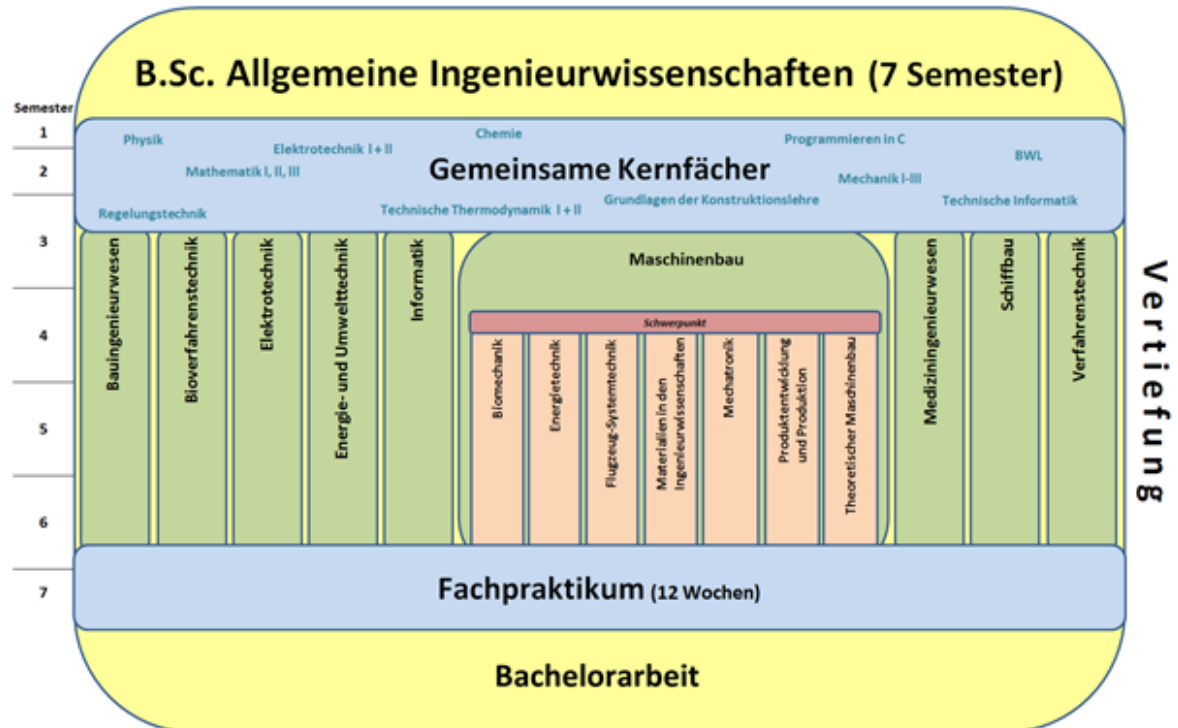 B.Sc. Allgemeine Ingenieurwissenschaften (7 Semester)
Semester
1
2
3
4
5
6
7
Physik
Elektrotechnik I + II
Chemie
Programmieren in C
BWL
Mathematik I, II, III
Gemeinsame Kernfächer
Mechanik I-III
Regelungstechnik
Technische Thermodynamik I + II
Grundlagen der Konstruktionslehre
Technische Informatik
Bauingenieurwesen
Bioverfahrenstechnik
Elektrotechnik
Energie- und Umwelttechnik
Informatik
Maschinenbau
Schwerpunkt
Biomechanik
Energietechnik
Flugzeug-Systemtechnik
Materialien in den
Ingenieurwissenschaften
Mechatronik
Produktentwicklung
und Produktion
Theoretischer Maschinenbau
Mediziningenieurwesen
Schiffbau
Verfahrenstechnik
Vertiefung
Fachpraktikum (12 Wochen)
Bachelorarbeit